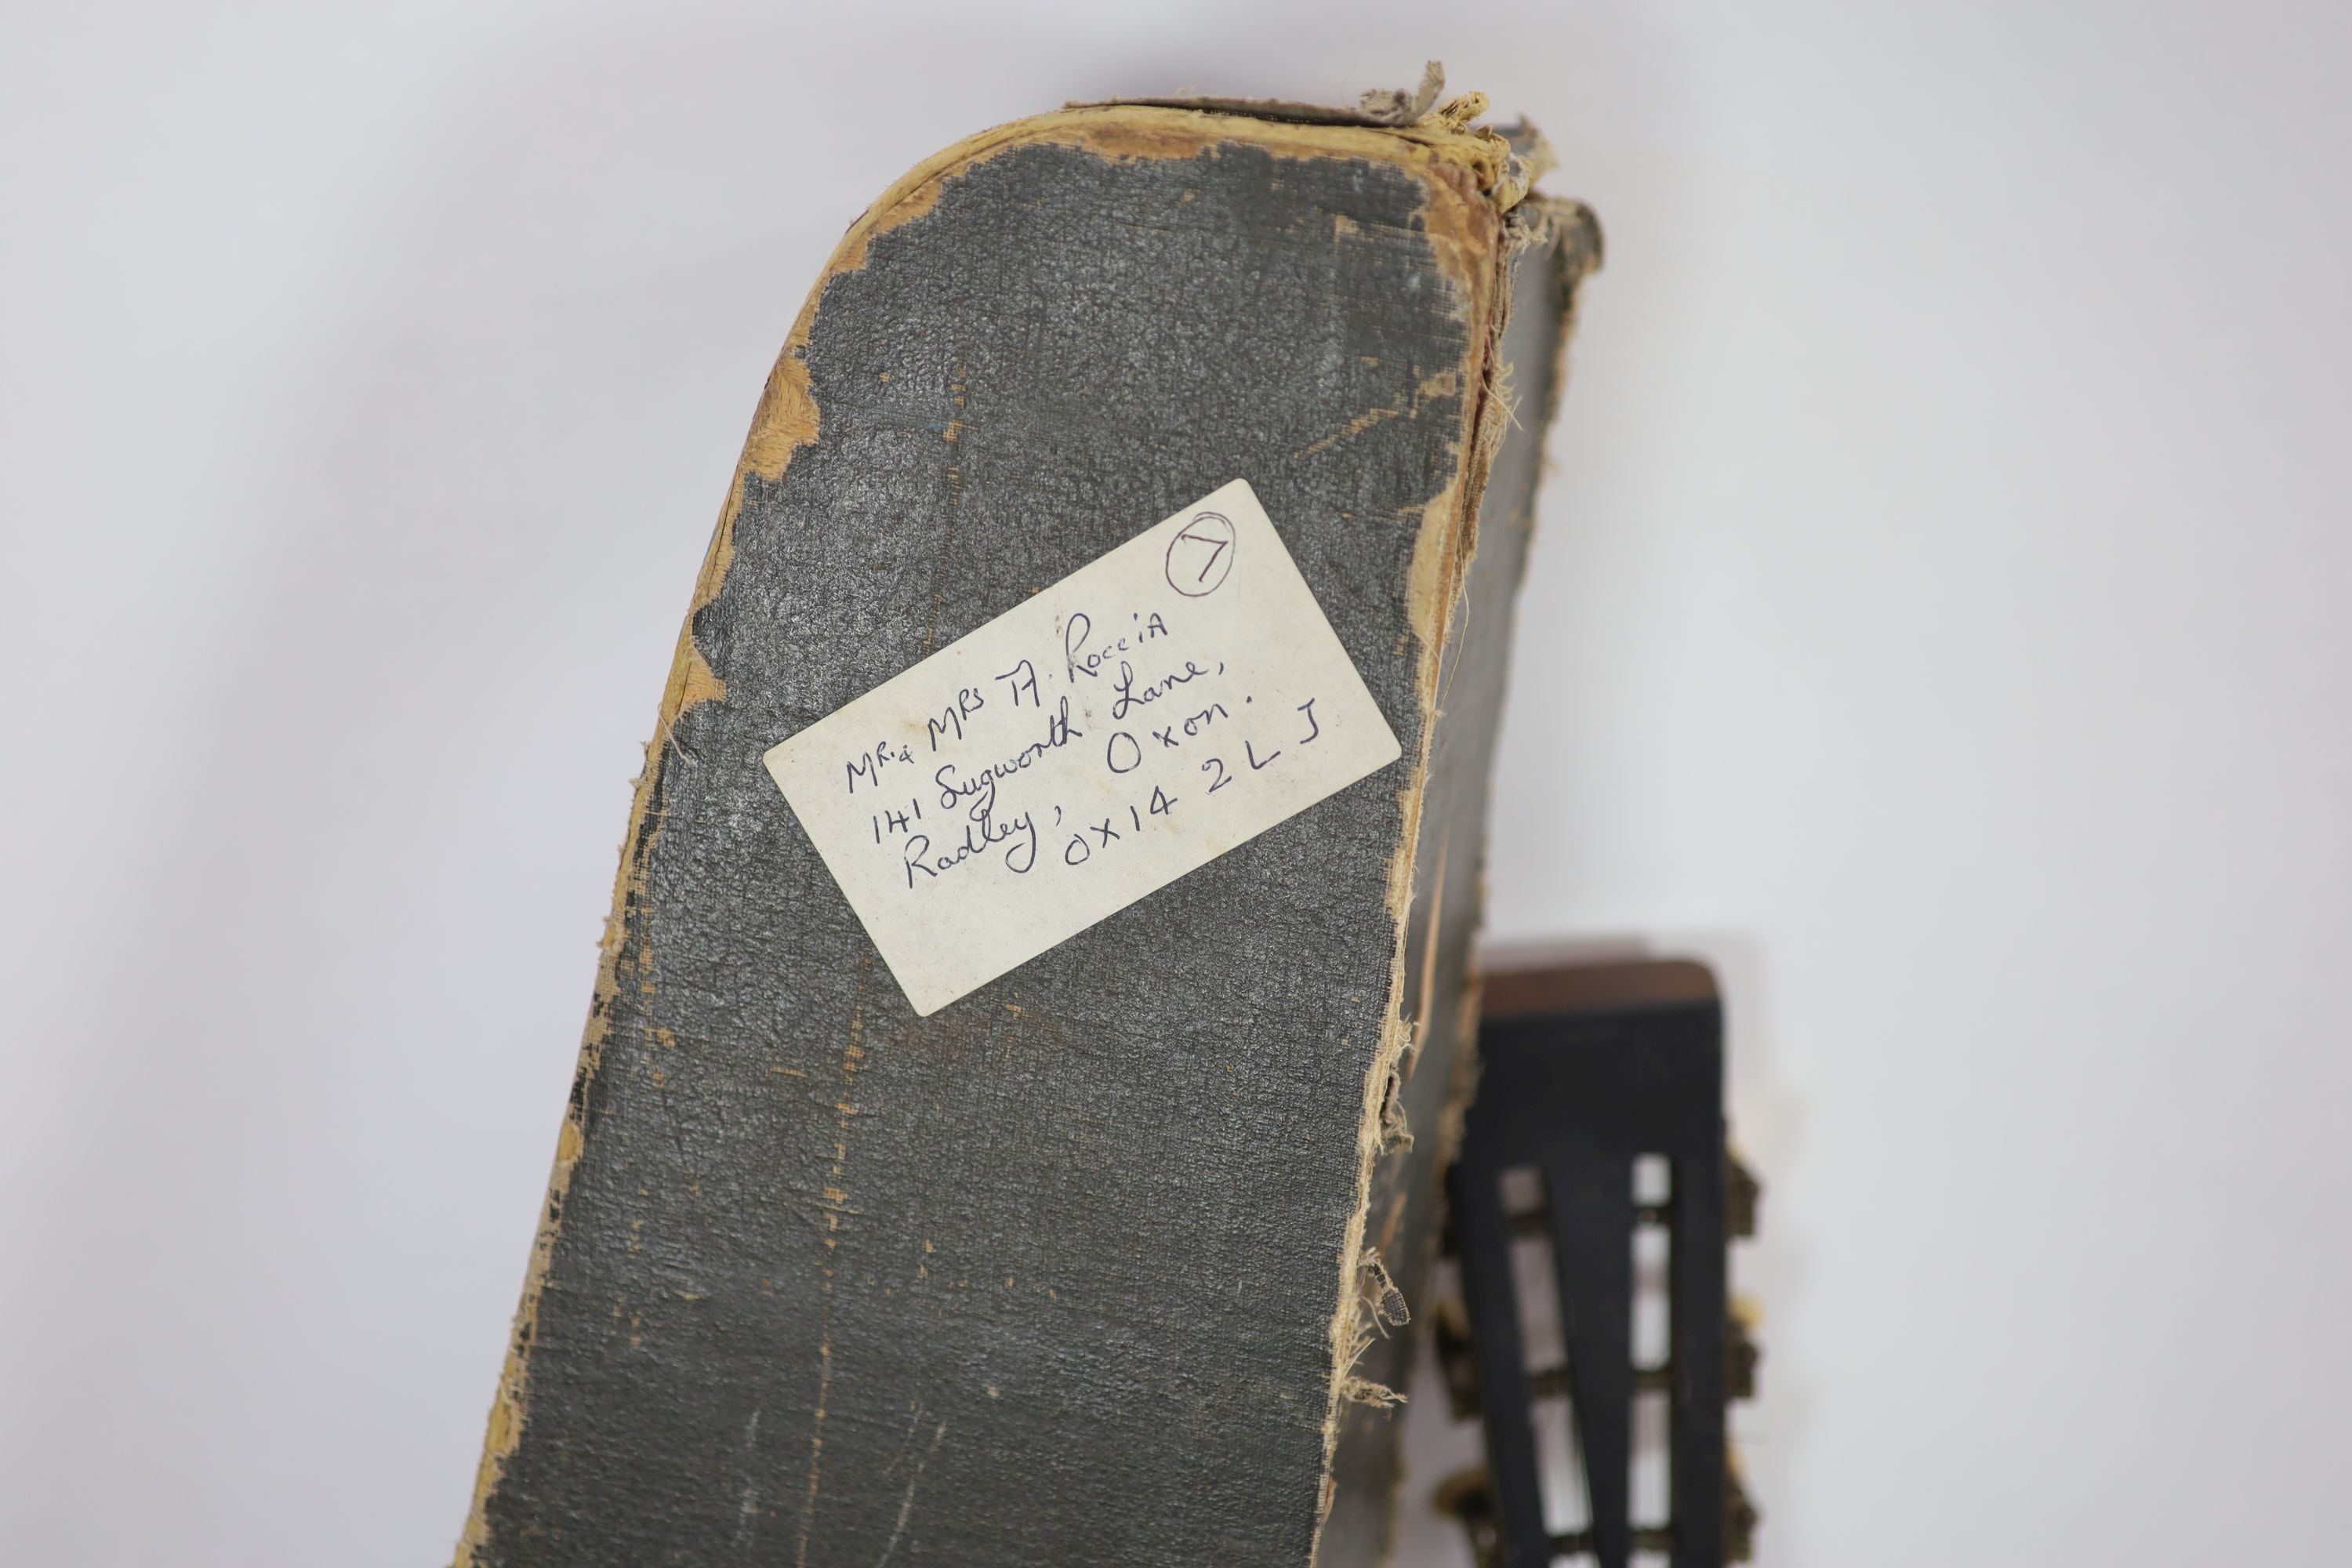 7
Mr. & Mrs A. Roccia
141 Sugworth Lane,
Radley, Oxon.
OX14 2LJ